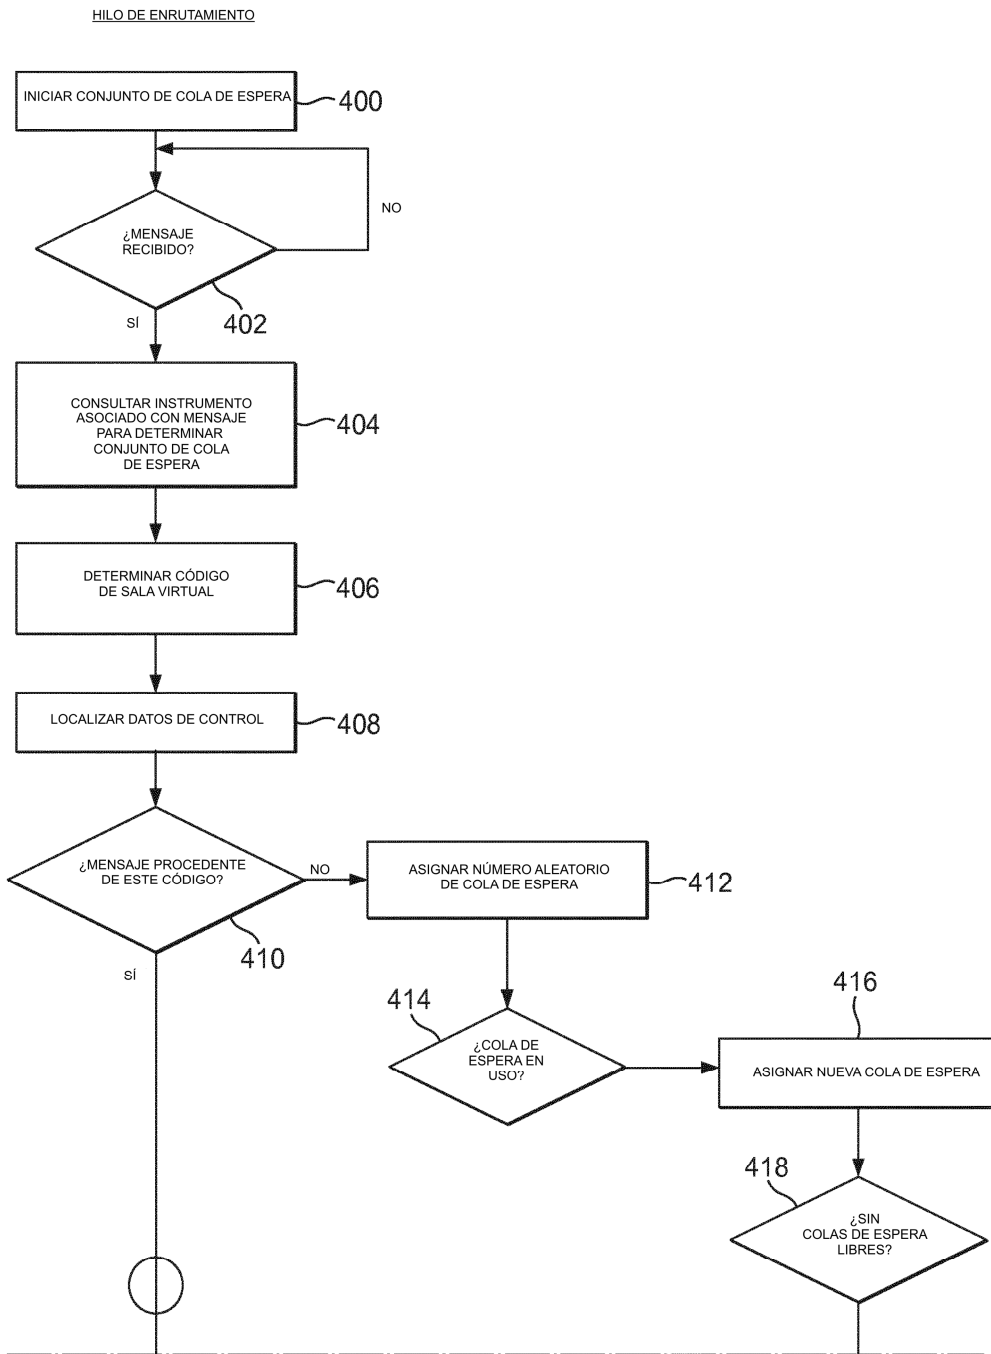 HILO DE ENRUTAMIENTO
INICIAR CONJUNTO DE COLA DE ESPERA
400
NO
¿MENSAJE
RECIBIDO?
402
SÍ
CONSULTAR INSTRUMENTO
ASOCIADO CON MENSAJE
PARA DETERMINAR
CONJUNTO DE COLA
DE ESPERA
404
DETERMINAR CÓDIGO
DE SALA VIRTUAL
406
LOCALIZAR DATOS DE CONTROL
408
¿MENSAJE PROCEDENTE
DE ESTE CÓDIGO?
NO
410
SÍ
ASIGNAR NÚMERO ALEATORIO
DE COLA DE ESPERA
412
414
¿COLA DE
ESPERA EN
USO?
416
ASIGNAR NUEVA COLA DE ESPERA
418
¿SIN
COLAS DE ESPERA
LIBRES?